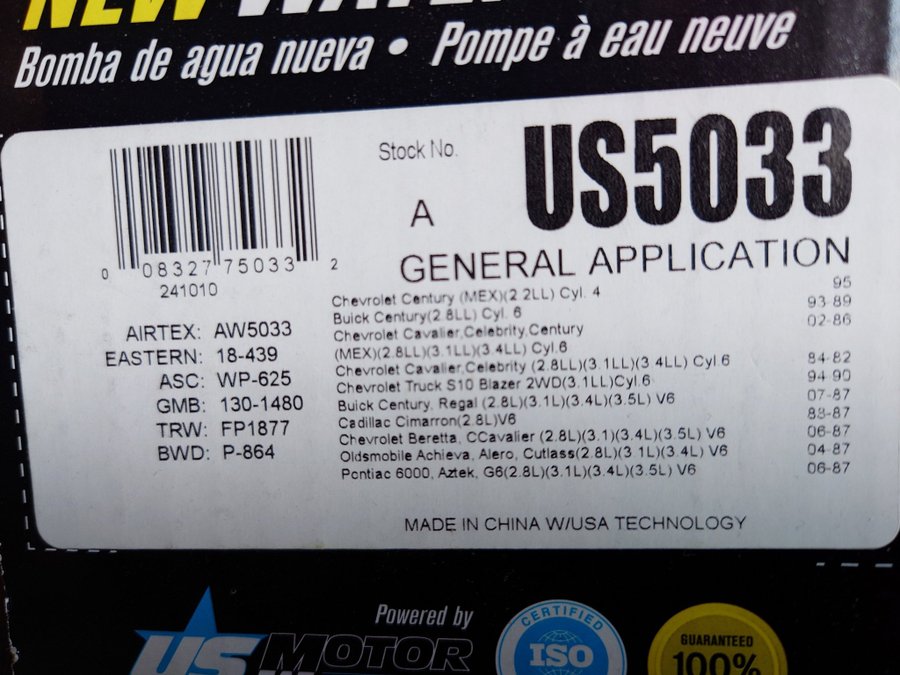 NEW WATER
Bomba de agua nueva • Pompe à eau neuve
Stock No. US5033
A
GENERAL APPLICATION
0 08327 75033 2
241010
AIRTEX: AW5033
EASTERN: 18-439
ASC: WP-625
GMB: 130-1480
TRW: FP1877
BWD: P-864
Chevrolet Century (MEX)(2.2LL) Cyl. 4 95
Buick Century(2.8LL) Cyl. 6 93-89
Chevrolet Cavalier,Celebrity,Century 02-86
(MEX)(2.8LL)(3.1LL)(3.4LL) Cyl.6
Chevrolet Cavalier,Celebrity (2.8LL)(3.1LL)(3.4LL) Cyl.6 84-82
Chevrolet Truck S10 Blazer 2WD(3.1LL)Cyl.6 94-90
Buick Century, Regal (2.8L)(3.1L)(3.4L)(3.5L) V6 07-87
Cadillac Cimarron(2.8L)V6 88-87
Chevrolet Beretta, CCavalier (2.8L)(3.1)(3.4L)(3.5L) V6 06-87
Oldsmobile Achieva, Alero, Cutlass(2.8L)(3.1L)(3.4L) V6 04-87
Pontiac 6000, Aztek, G6(2.8L)(3.1L)(3.4L)(3.5L) V6 06-87
MADE IN CHINA W/USA TECHNOLOGY
Powered by
US MOTOR
CERTIFIED
ISO
GUARANTEED
100%